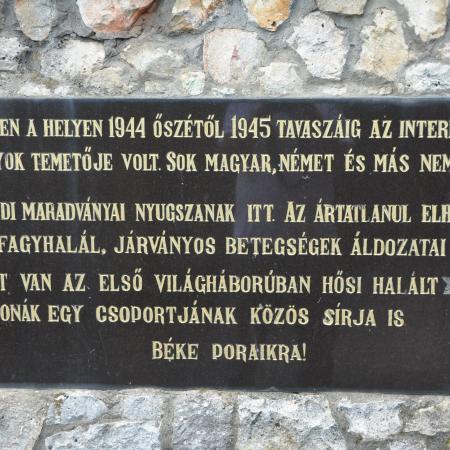 EN A HELYEN 1944 ŐSZÉTŐL 1945 TAVASZÁIG AZ INTER
YOK TEMETŐJE VOLT. SOK MAGYAR, NÉMET ÉS MÁS NEM
DI MARADVÁNYAI NYUGSZANAK ITT. AZ ÁRTATLANUL ELH
FAGYHALÁL, JÁRVÁNYOS BETEGSÉGEK ÁLDOZATAI
T VAN AZ ELSŐ VILÁGHÁBORÚBAN HŐSI HALÁLT
ONÁK EGY CSOPORTJÁNAK KÖZÖS SÍRJA IS
BÉKE PORAIKRA!